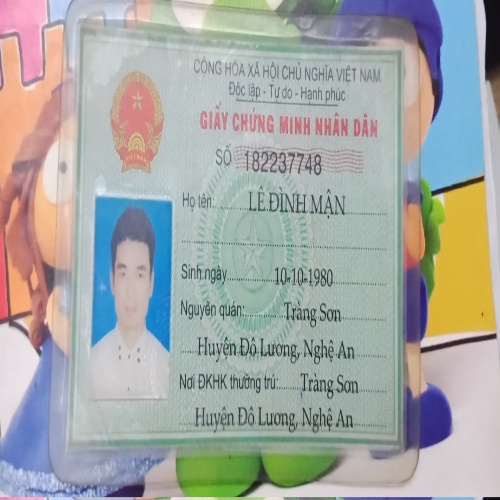 CỘNG HÒA XÃ HỘI CHỦ NGHĨA VIỆT NAM
Độc lập - Tự do - Hạnh phúc
GIẤY CHỨNG MINH NHÂN DÂN
SỐ 182237748
Họ tên: LÊ ĐÌNH MẬN
Sinh ngày 10-10-1980
Nguyên quán: Tràng Sơn
Huyện Đô Lương, Nghệ An
Nơi ĐKHK thường trú: Tràng Sơn
Huyện Đô Lương, Nghệ An